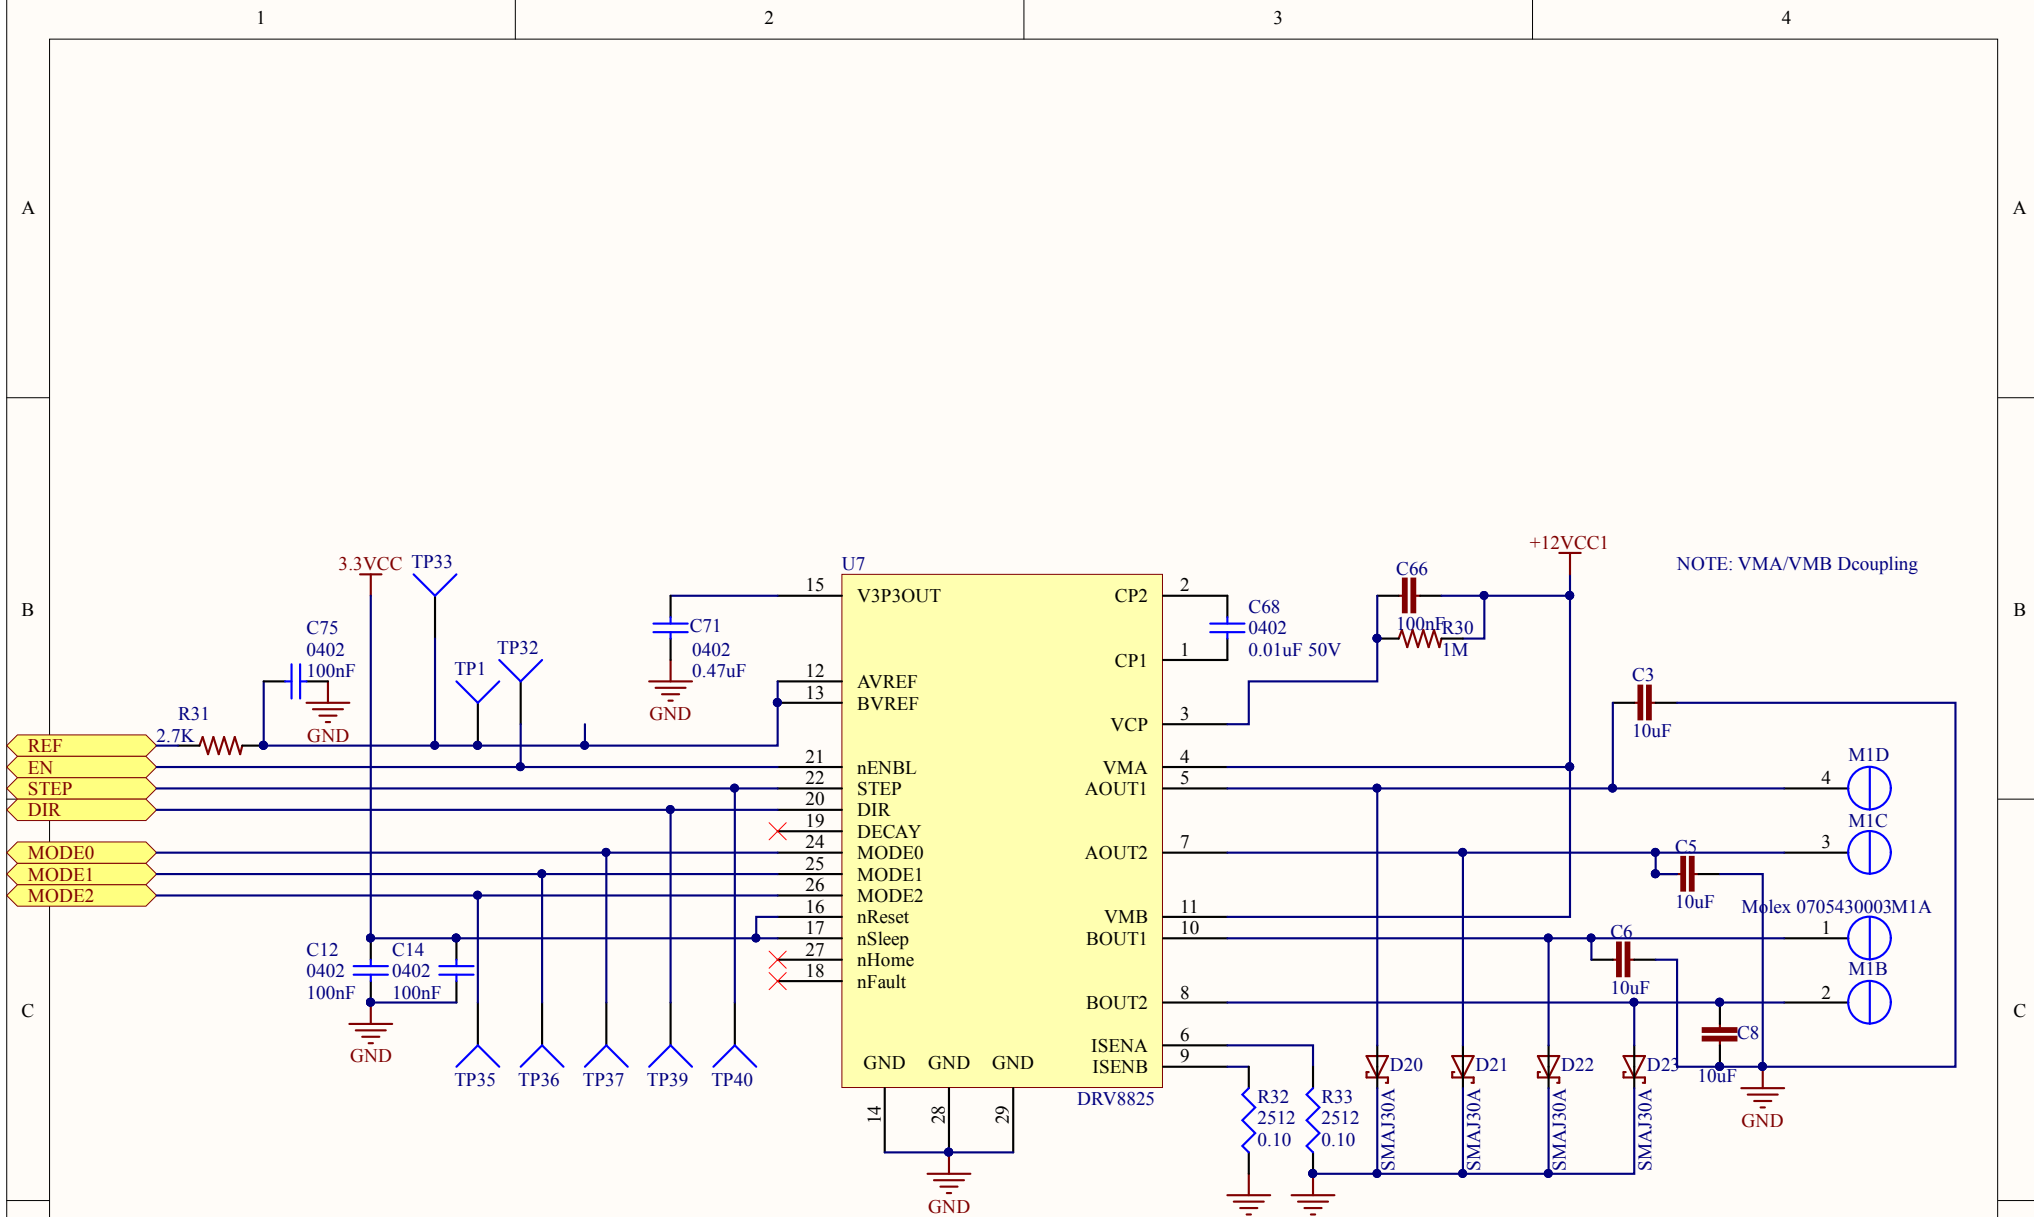 1 2 3 4
A A
B B
C C
3.3VCC
TP33
C75
0402
100nF
GND
TP1
TP32
R31
2.7K
REF
EN
STEP
DIR
MODE0
MODE1
MODE2
C12
0402
100nF
C14
0402
100nF
GND
TP35
TP36
TP37
TP39
TP40
C71
0402
0.47uF
GND
U7
15 V3P3OUT
12 AVREF
13 BVREF
21 nENBL
22 STEP
20 DIR
19 DECAY
24 MODE0
25 MODE1
26 MODE2
16 nReset
17 nSleep
27 nHome
18 nFault
CP2 2
CP1 1
VCP 3
VMA 4
AOUT1 5
AOUT2 7
VMB 11
BOUT1 10
BOUT2 8
ISENA 6
ISENB 9
GND GND GND
14 28 29
GND
DRV8825
C68
0402
0.01uF 50V
C66
100nF
R30
1M
+12VCC1
NOTE: VMA/VMB Dcoupling
C3
10uF
C5
10uF
C6
10uF
C8
10uF
GND
M1D
4
M1C
3
Molex 0705430003M1A
1
M1B
2
R32
2512
0.10
R33
2512
0.10
D20
SMAJ30A
D21
SMAJ30A
D22
SMAJ30A
D23
SMAJ30A